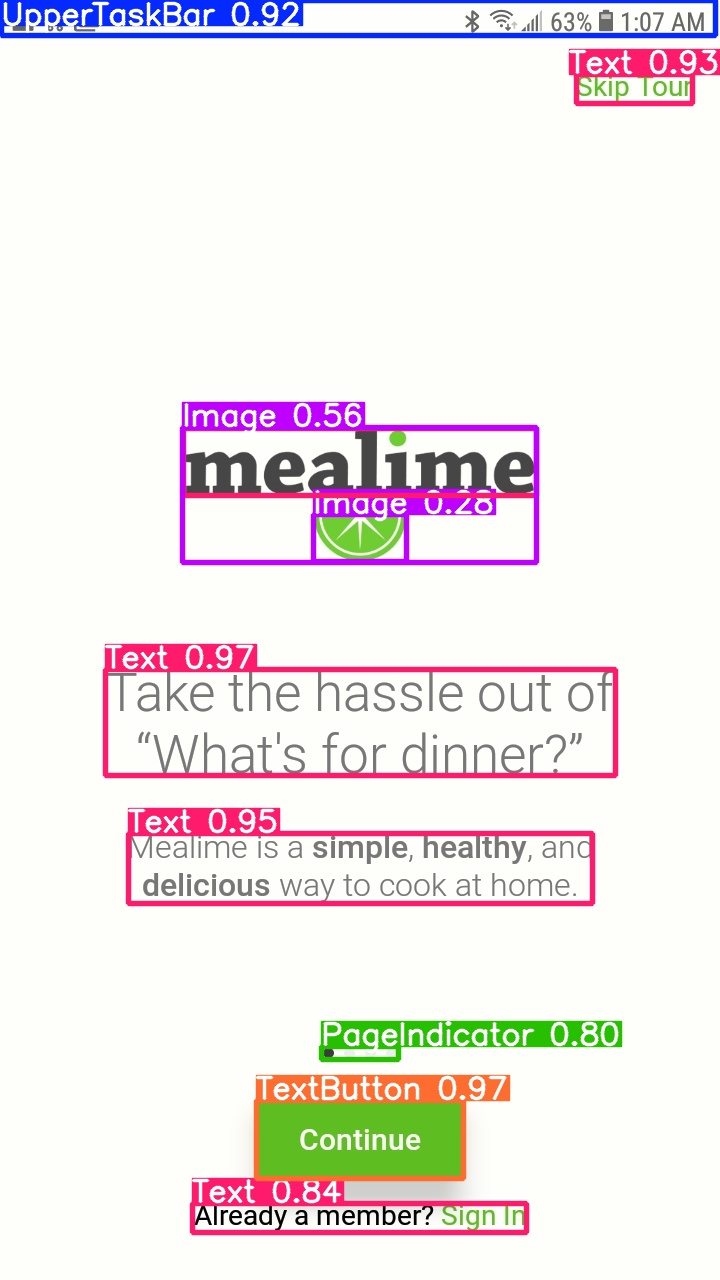 UpperTaskBar 0.92
63% 1:07 AM
Text 0.93
Skip Tour
Image 0.56
mealime
Image 0.28
Text 0.97
Take the hassle out of
“What's for dinner?”
Text 0.95
Mealime is a simple, healthy, and
delicious way to cook at home.
PageIndicator 0.80
TextButton 0.97
Continue
Text 0.84
Already a member? Sign In